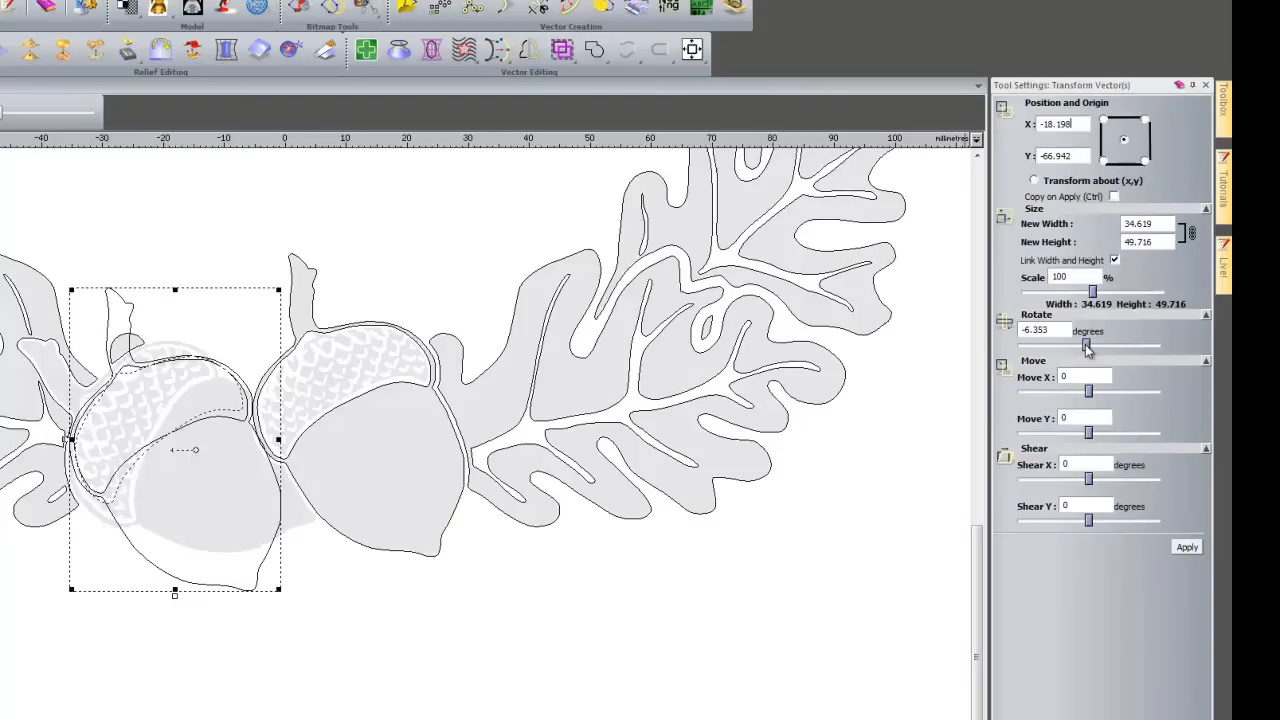 Model
Bitmap Tools
Vector Creation
Relief Editing
Vector Editing
-40 -30 -20 -10 0 10 20 30 40 50 60 70 80 90 100 millimetres
Tool Settings: Transform Vector(s)
Position and Origin
X: -18.198
Y: -66.942
Transform about (x,y)
Copy on Apply (Ctrl)
Size
New Width : 34.619
New Height : 49.716
Link Width and Height
Scale 100 %
Width : 34.619 Height : 49.716
Rotate
-6.353 degrees
Move
Move X : 0
Move Y : 0
Shear
Shear X : 0 degrees
Shear Y : 0 degrees
Apply
Toolbox
Tutorials
Live!